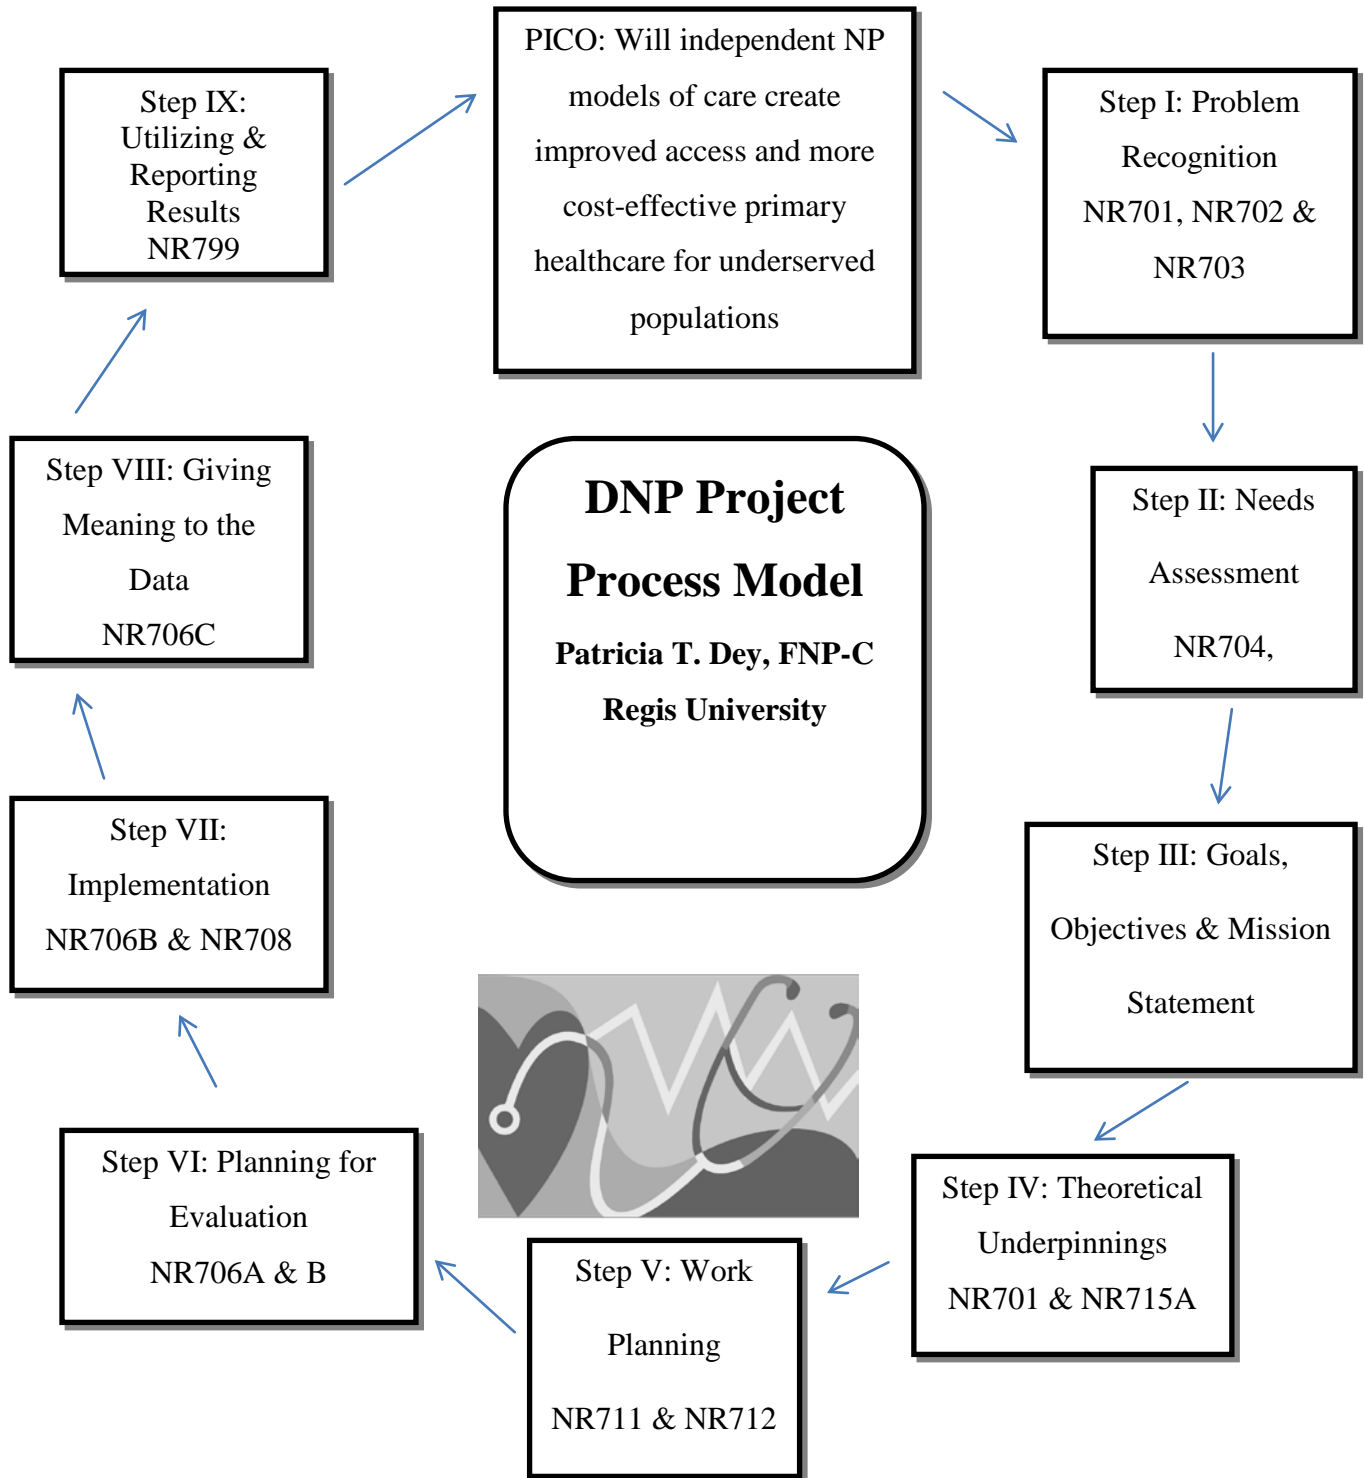 PICO: Will independent NP
models of care create
improved access and more
cost-effective primary
healthcare for underserved
populations
Step I: Problem
Recognition
NR701, NR702 &
NR703
Step II: Needs
Assessment
NR704,
Step III: Goals,
Objectives & Mission
Statement
Step IV: Theoretical
Underpinnings
NR701 & NR715A
Step V: Work
Planning
NR711 & NR712
Step VI: Planning for
Evaluation
NR706A & B
Step VII:
Implementation
NR706B & NR708
Step VIII: Giving
Meaning to the
Data
NR706C
Step IX:
Utilizing &
Reporting
Results
NR799
DNP Project
Process Model
Patricia T. Dey, FNP-C
Regis University